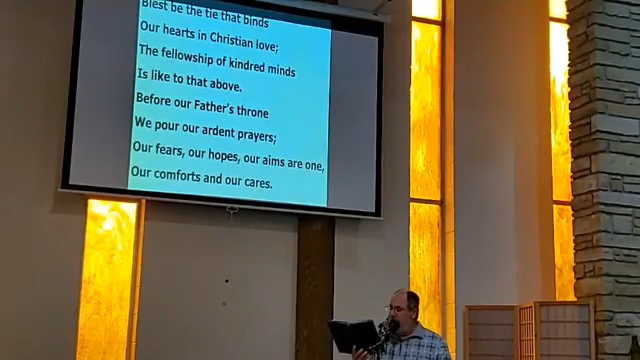 Blest be the tie that binds
Our hearts in Christian love;
The fellowship of kindred minds
Is like to that above.
Before our Father's throne
We pour our ardent prayers;
Our fears, our hopes, our aims are one,
Our comforts and our cares.